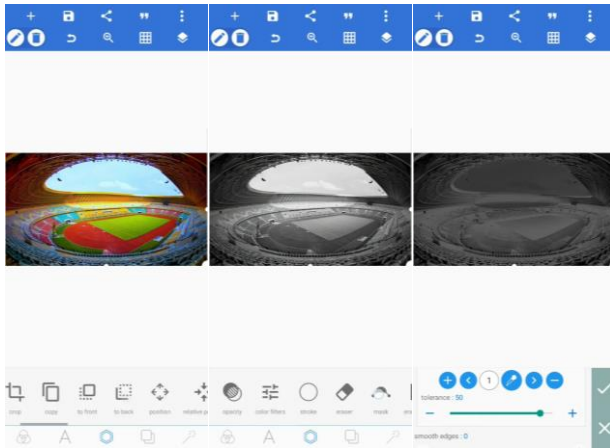 crop copy to front to back position relative p
opacity color filters stroke eraser mask
1
tolerance : 50
smooth edges : 0